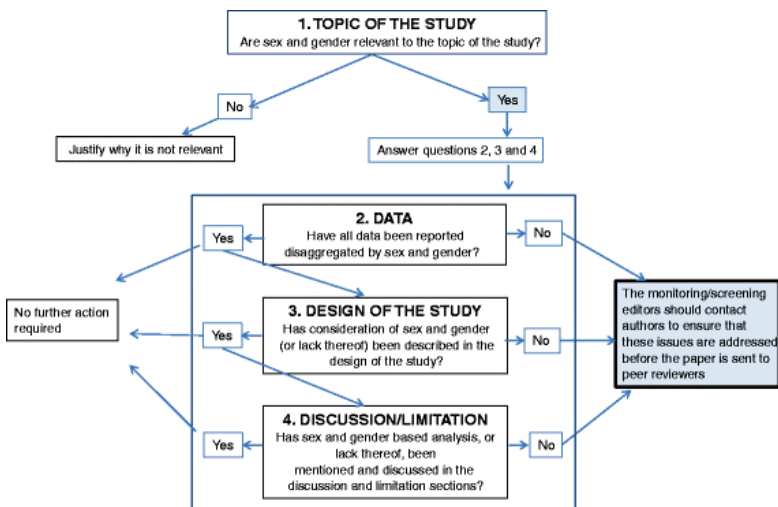 1. TOPIC OF THE STUDY
Are sex and gender relevant to the topic of the study?
No
Yes
Justify why it is not relevant
Answer questions 2, 3 and 4
2. DATA
Have all data been reported
disaggregated by sex and gender?
Yes
No
No further action
required
3. DESIGN OF THE STUDY
Has consideration of sex and gender
(or lack thereof) been described in the
design of the study?
Yes
No
The monitoring/screening
editors should contact
authors to ensure that
these issues are addressed
before the paper is sent to
peer reviewers
4. DISCUSSION/LIMITATION
Has sex and gender based analysis, or
lack thereof, been
mentioned and discussed in the
discussion and limitation sections?
Yes
No